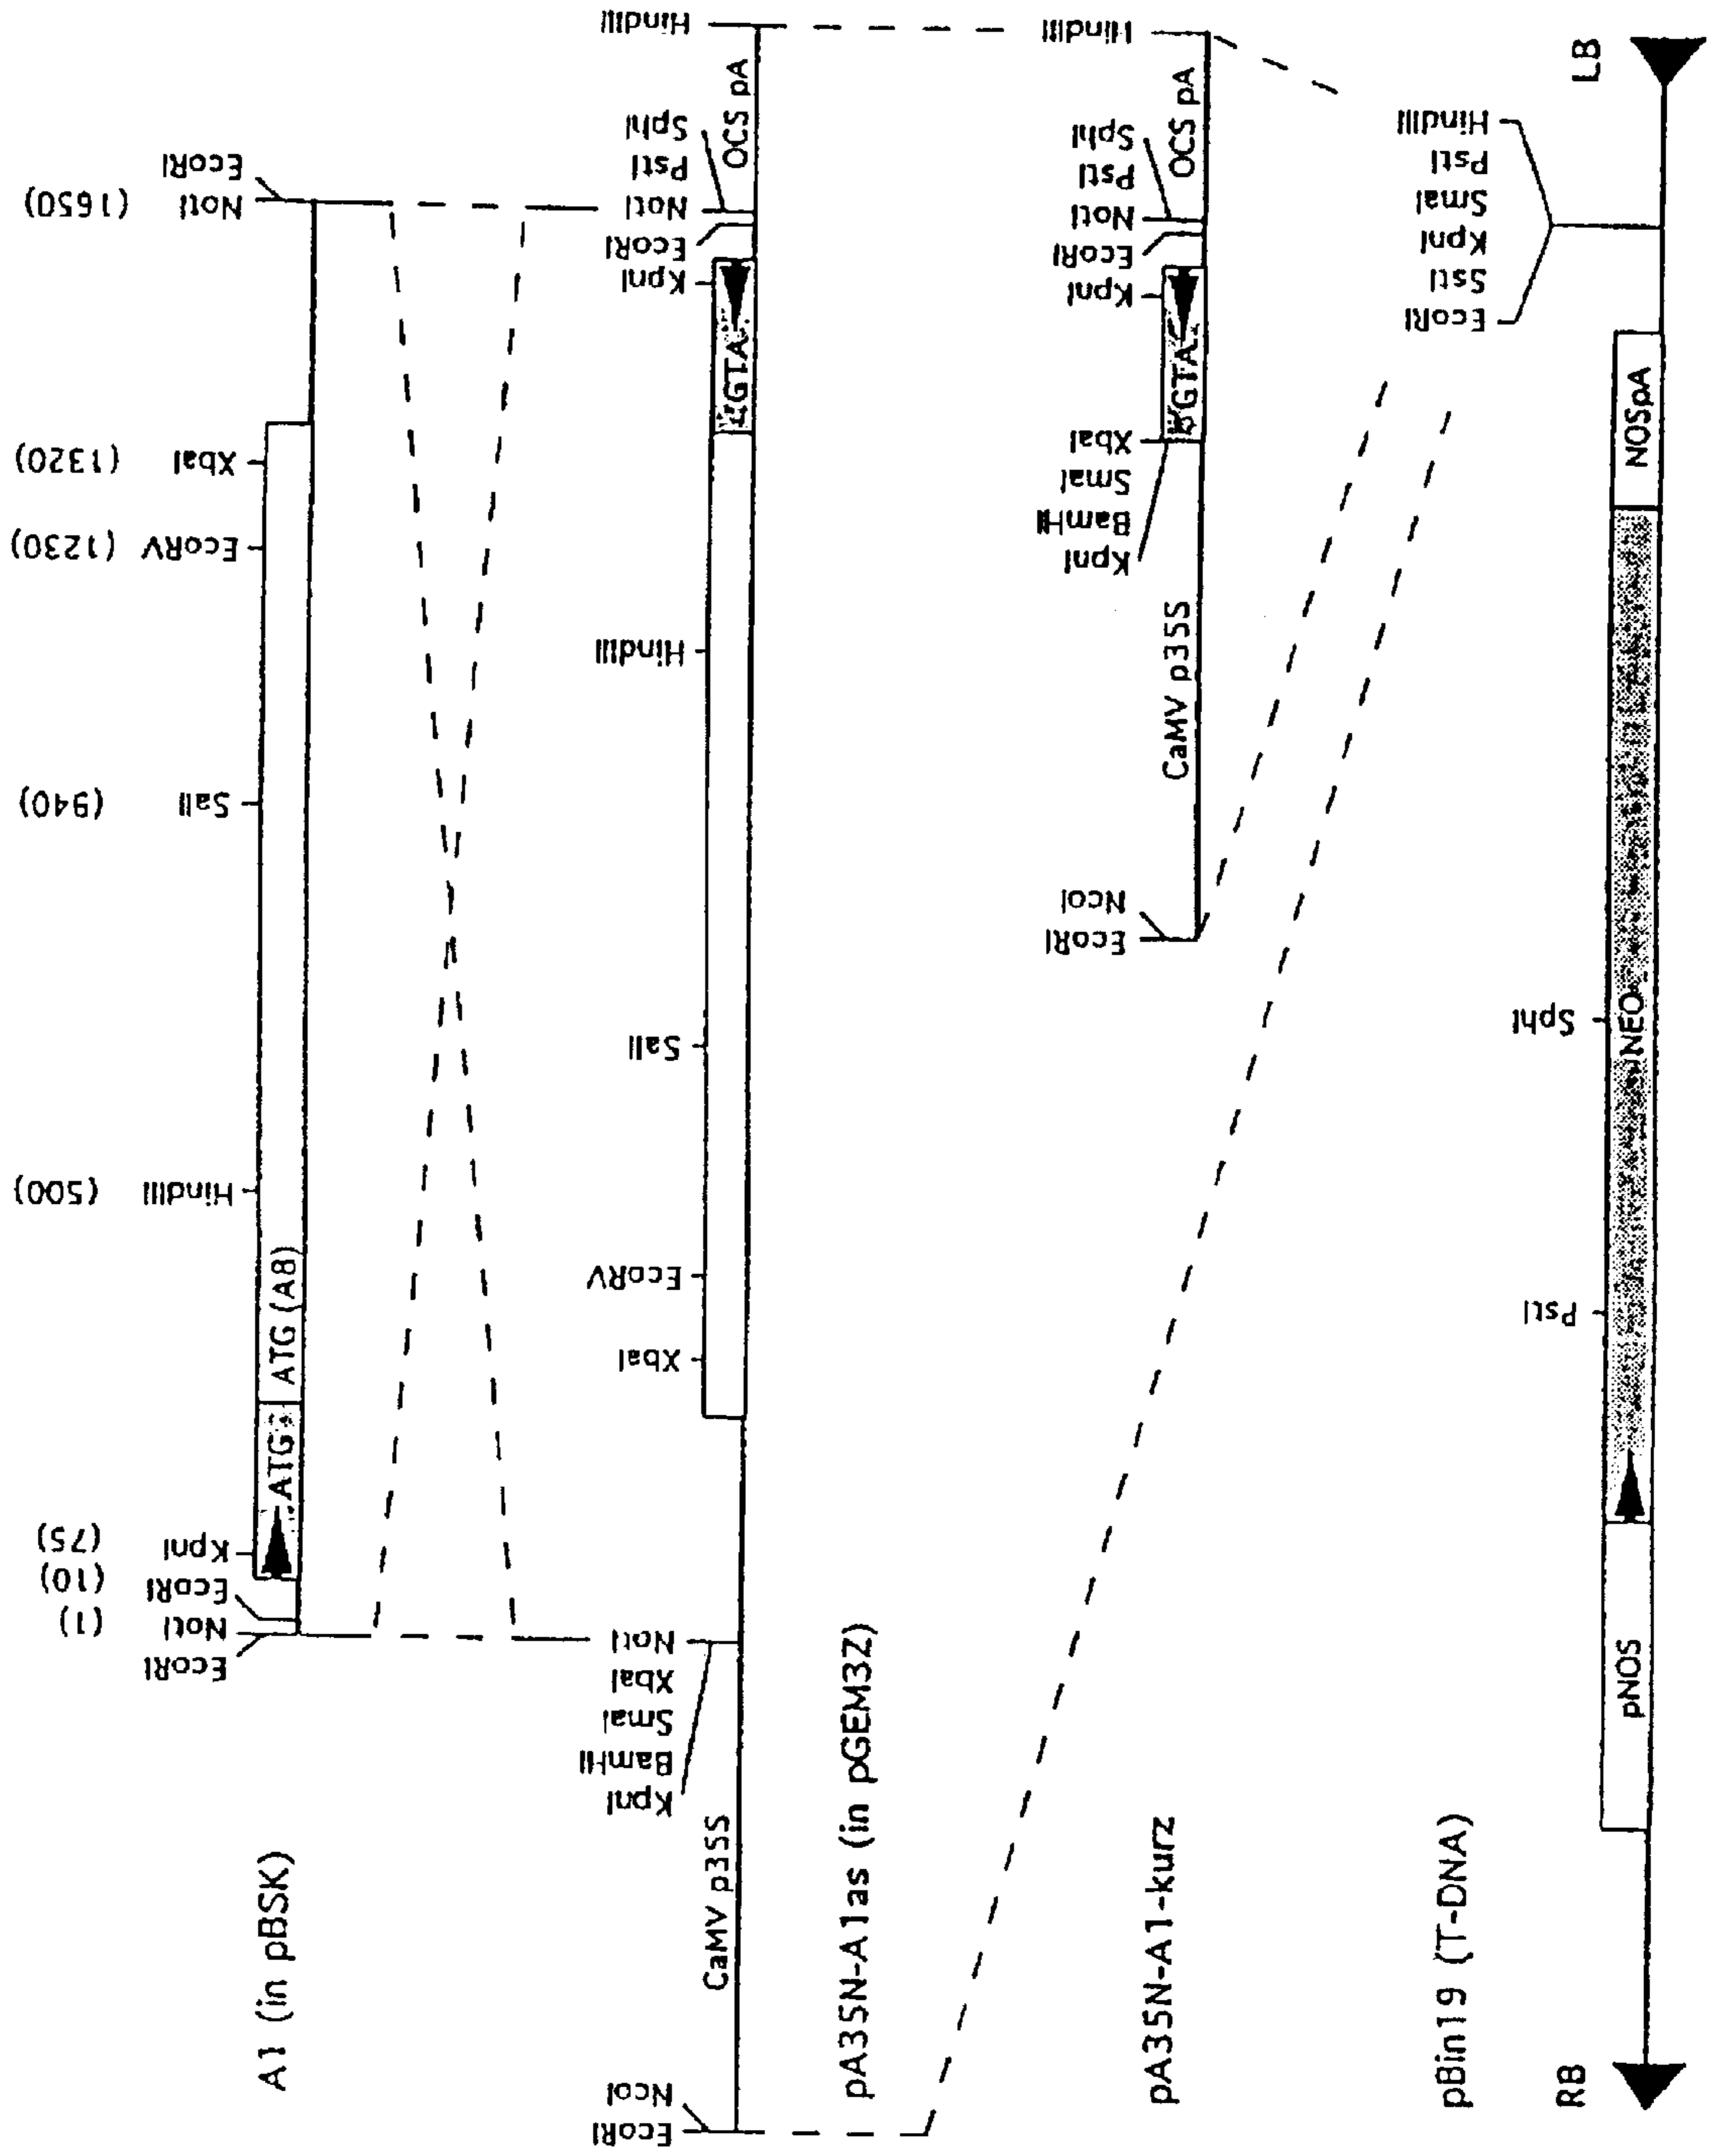 A1 (in pBSK)
EcoRI
NotI (1)
EcoRI (10)
KpnI (75)
HindIII (500)
SalI (940)
EcoRV (1230)
XbaI (1320)
NotI (1650)
EcoRI
ATG
ATG (A8)
EcoRI
NcoI
CaMV p35S
KpnI
BamHI
SmaI
XbaI
NotI
XbaI
EcoRV
SalI
HindIII
GTA
KpnI
EcoRI
NotI
PstI
SphI
OCS pA
HindIII
pA35N-A1as (in pGEM3Z)
EcoRI
NcoI
CaMV p35S
KpnI
BamHI
SmaI
XbaI
GTA
KpnI
EcoRI
NotI
PstI
SphI
OCS pA
HindIII
pA35N-A1-kurz
pBin19 (T-DNA)
EcoRI
SstI
KpnI
SmaI
PstI
HindIII
RB
pNOS
PstI
SphI
NEO
NOSpA
LB